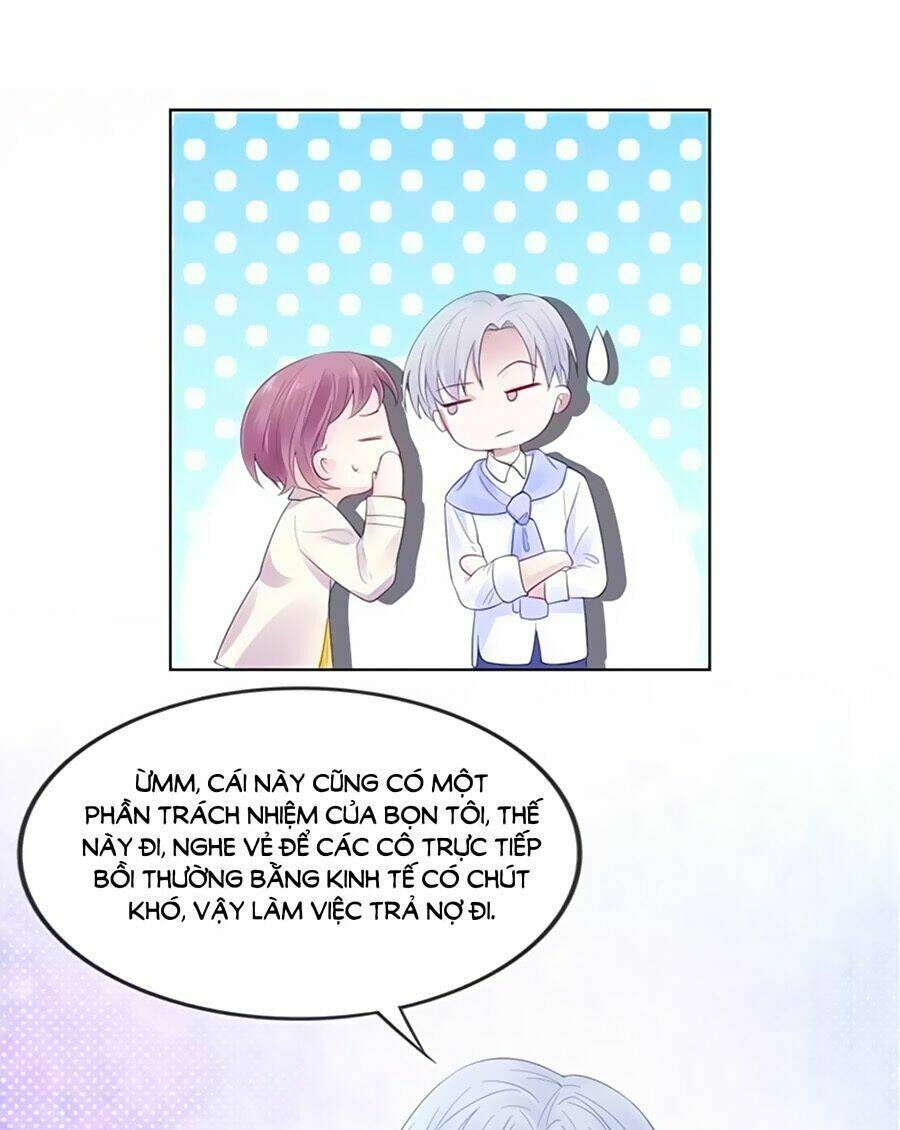 ỪMM, CÁI NÀY CŨNG CÓ MỘT
PHẦN TRÁCH NHIỆM CỦA BỌN TÔI, THẾ
NÀY ĐI, NGHE VẺ ĐỂ CÁC CÔ TRỰC TIẾP
BỒI THƯỜNG BẰNG KINH TẾ CÓ CHÚT
KHÓ, VẬY LÀM VIỆC TRẢ NỢ ĐI.